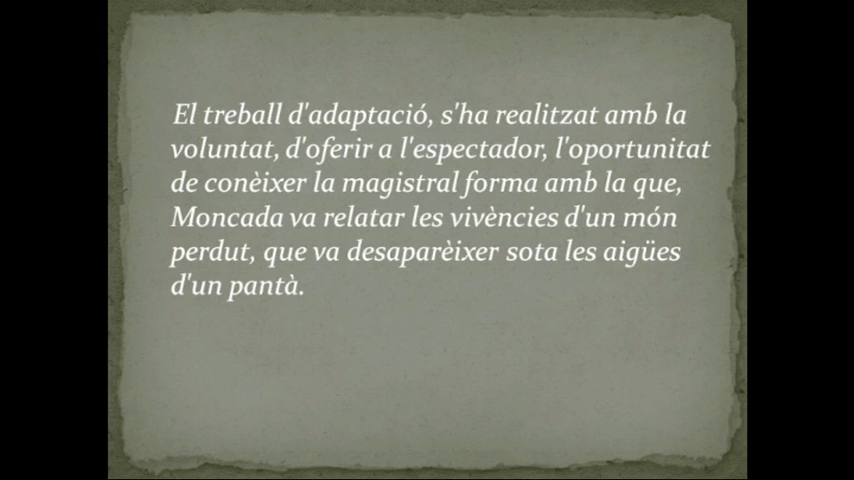 El treball d'adaptació, s'ha realitzat amb la
voluntat, d'oferir a l'espectador, l'oportunitat
de conèixer la magistral forma amb la que,
Moncada va relatar les vivències d'un món
perdut, que va desaparèixer sota les aigües
d'un pantà.